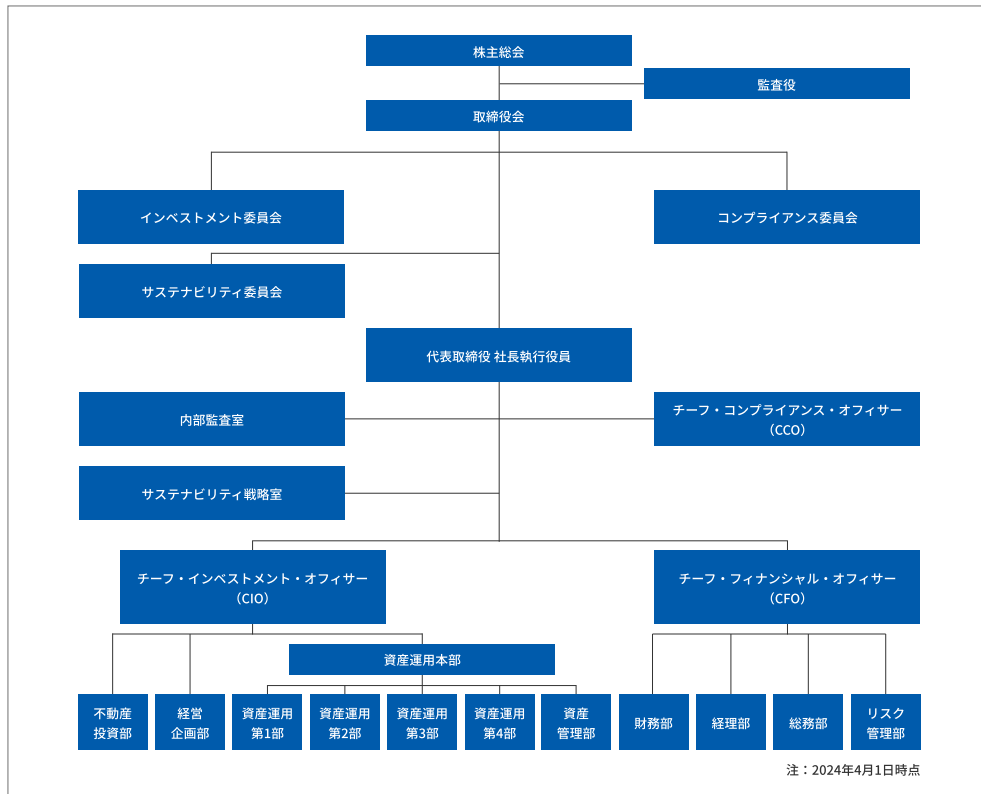 株主総会
監査役
取締役会
インベストメント委員会
コンプライアンス委員会
サステナビリティ委員会
代表取締役 社長執行役員
内部監査室
チーフ・コンプライアンス・オフィサー
（CCO）
サステナビリティ戦略室
チーフ・インベストメント・オフィサー
（CIO）
チーフ・フィナンシャル・オフィサー
（CFO）
資産運用本部
不動産
投資部
経営
企画部
資産運用
第1部
資産運用
第2部
資産運用
第3部
資産運用
第4部
資産
管理部
財務部
経理部
総務部
リスク
管理部
注：2024年4月1日時点